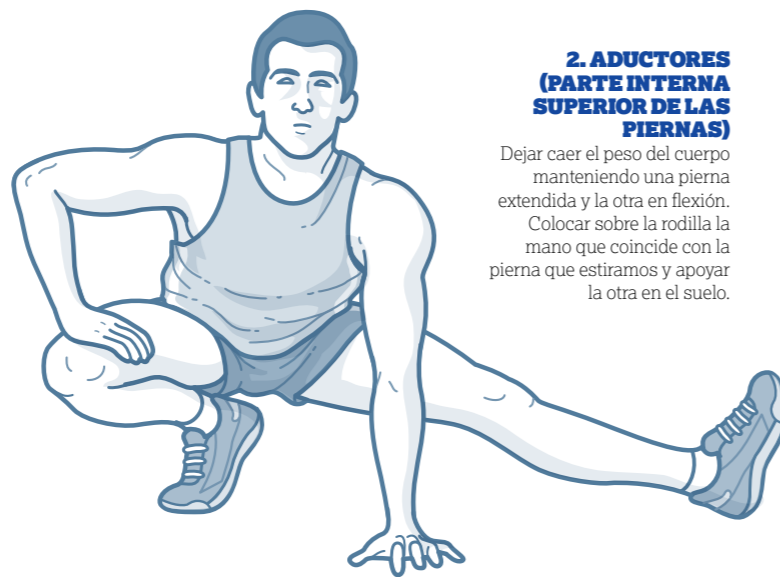 2. ADUCTORES
(PARTE INTERNA
SUPERIOR DE LAS
PIERNAS)
Dejar caer el peso del cuerpo
manteniendo una pierna
extendida y la otra en flexión.
Colocar sobre la rodilla la
mano que coincide con la
pierna que estiramos y apoyar
la otra en el suelo.